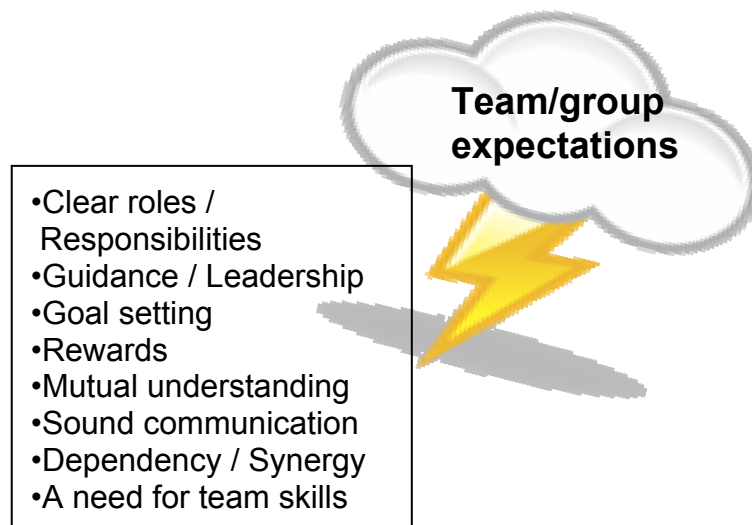 Team/group
expectations
•Clear roles /
Responsibilities
•Guidance / Leadership
•Goal setting
•Rewards
•Mutual understanding
•Sound communication
•Dependency / Synergy
•A need for team skills